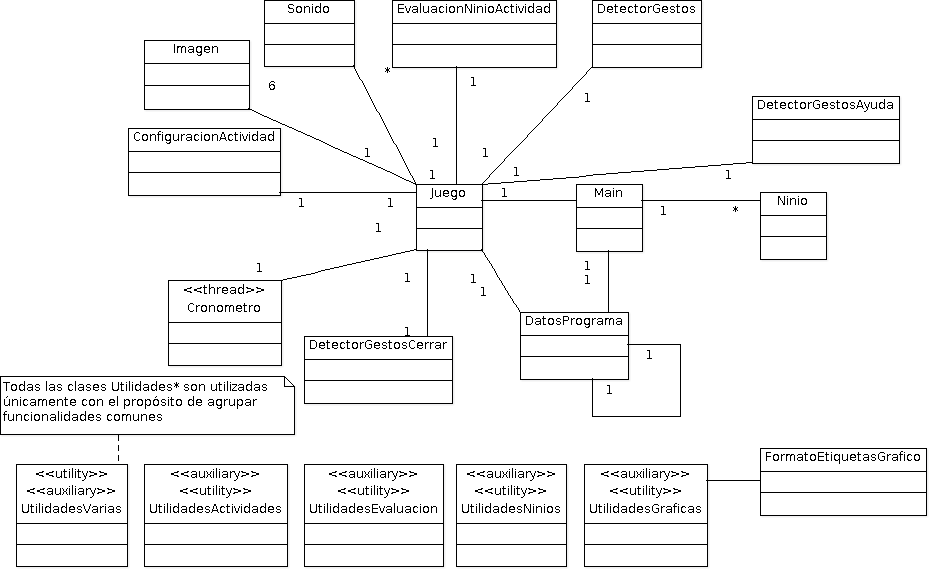 Sonido
EvaluacionNinioActividad
DetectorGestos
Imagen
*
1
6
1
DetectorGestosAyuda
ConfiguracionActividad
1
1
1
1
1
1
Juego
1
Main
Ninio
1
1
1
*
1
1
1
1
1
1
1
1
<<thread>>
Cronometro
1
DatosPrograma
DetectorGestosCerrar
1
1
Todas las clases Utilidades* son utilizadas
únicamente con el propósito de agrupar
funcionalidades comunes
<<utility>>
<<auxiliary>>
UtilidadesVarias
<<auxiliary>>
<<utility>>
UtilidadesActividades
<<auxiliary>>
<<utility>>
UtilidadesEvaluacion
<<auxiliary>>
<<utility>>
UtilidadesNinios
<<auxiliary>>
<<utility>>
UtilidadesGraficas
FormatoEtiquetasGrafico